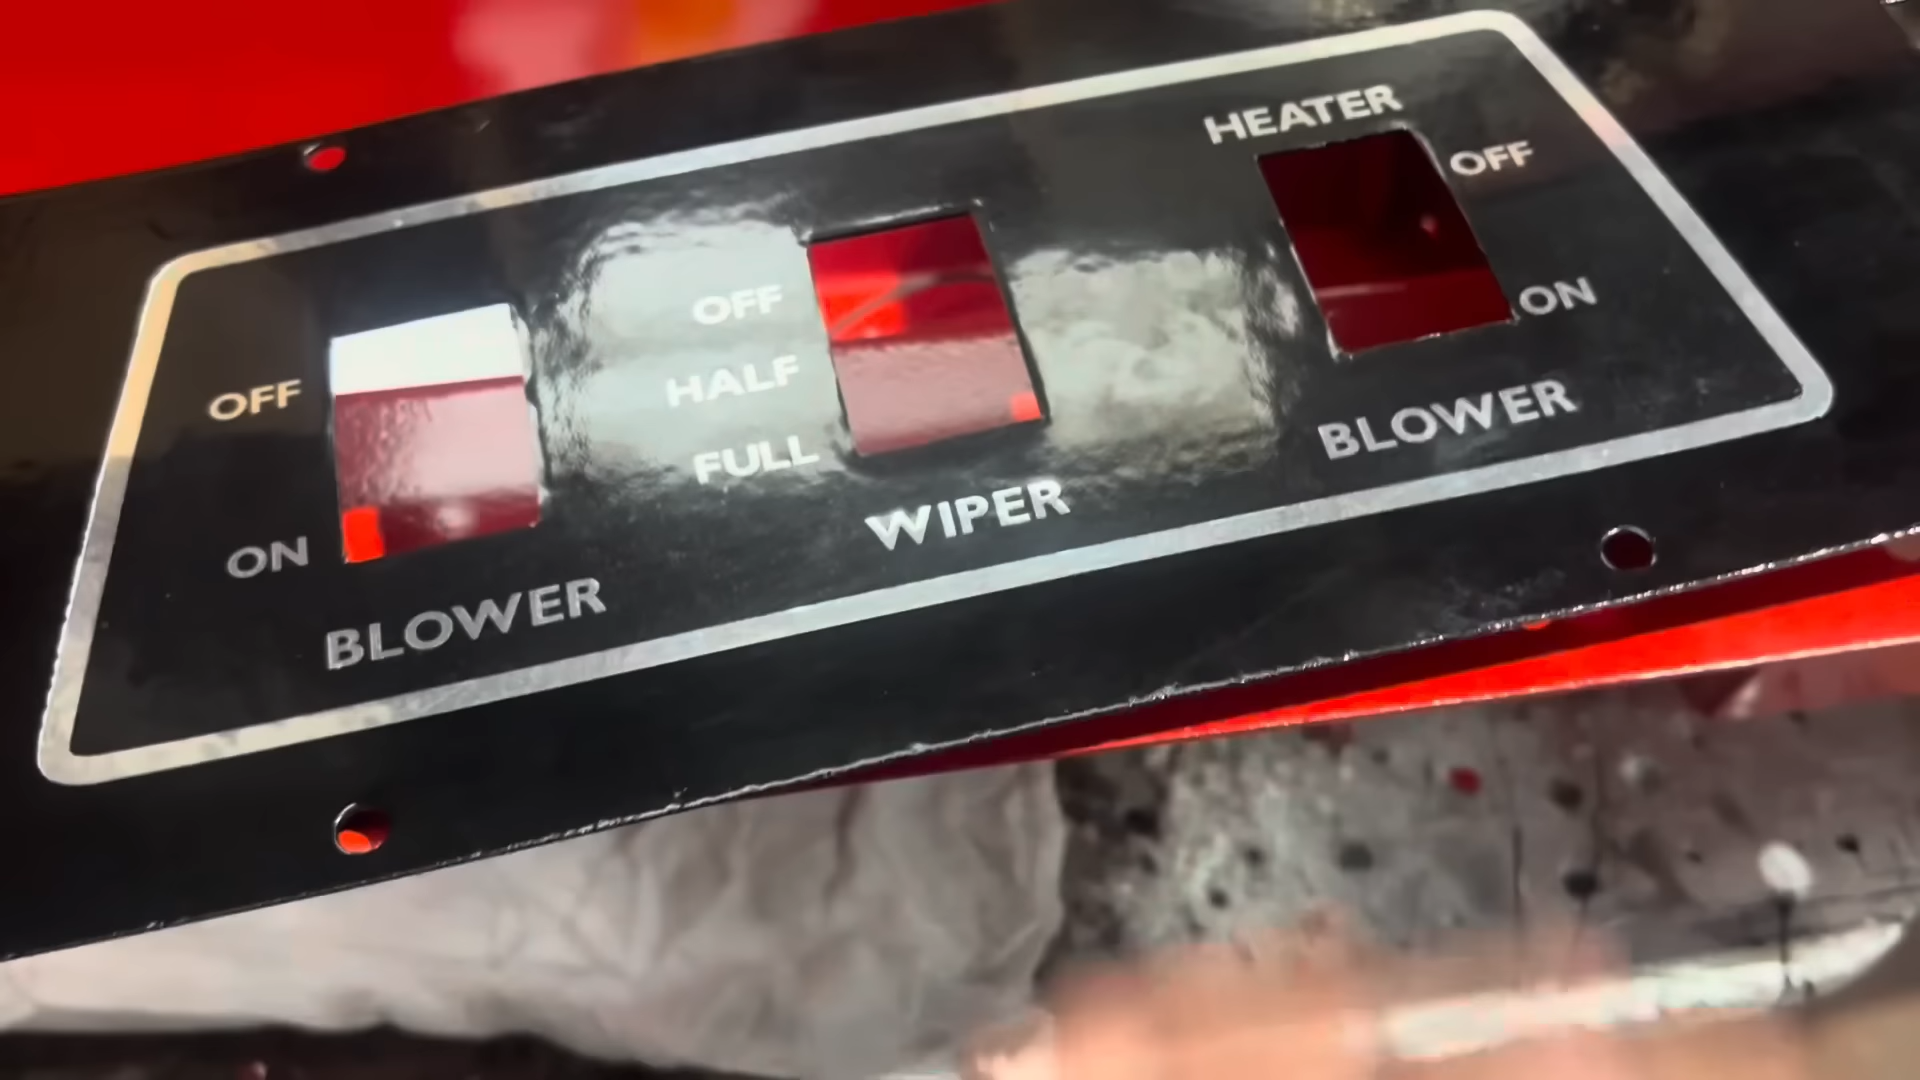 OFF
ON
BLOWER
OFF
HALF
FULL
WIPER
HEATER
OFF
ON
BLOWER